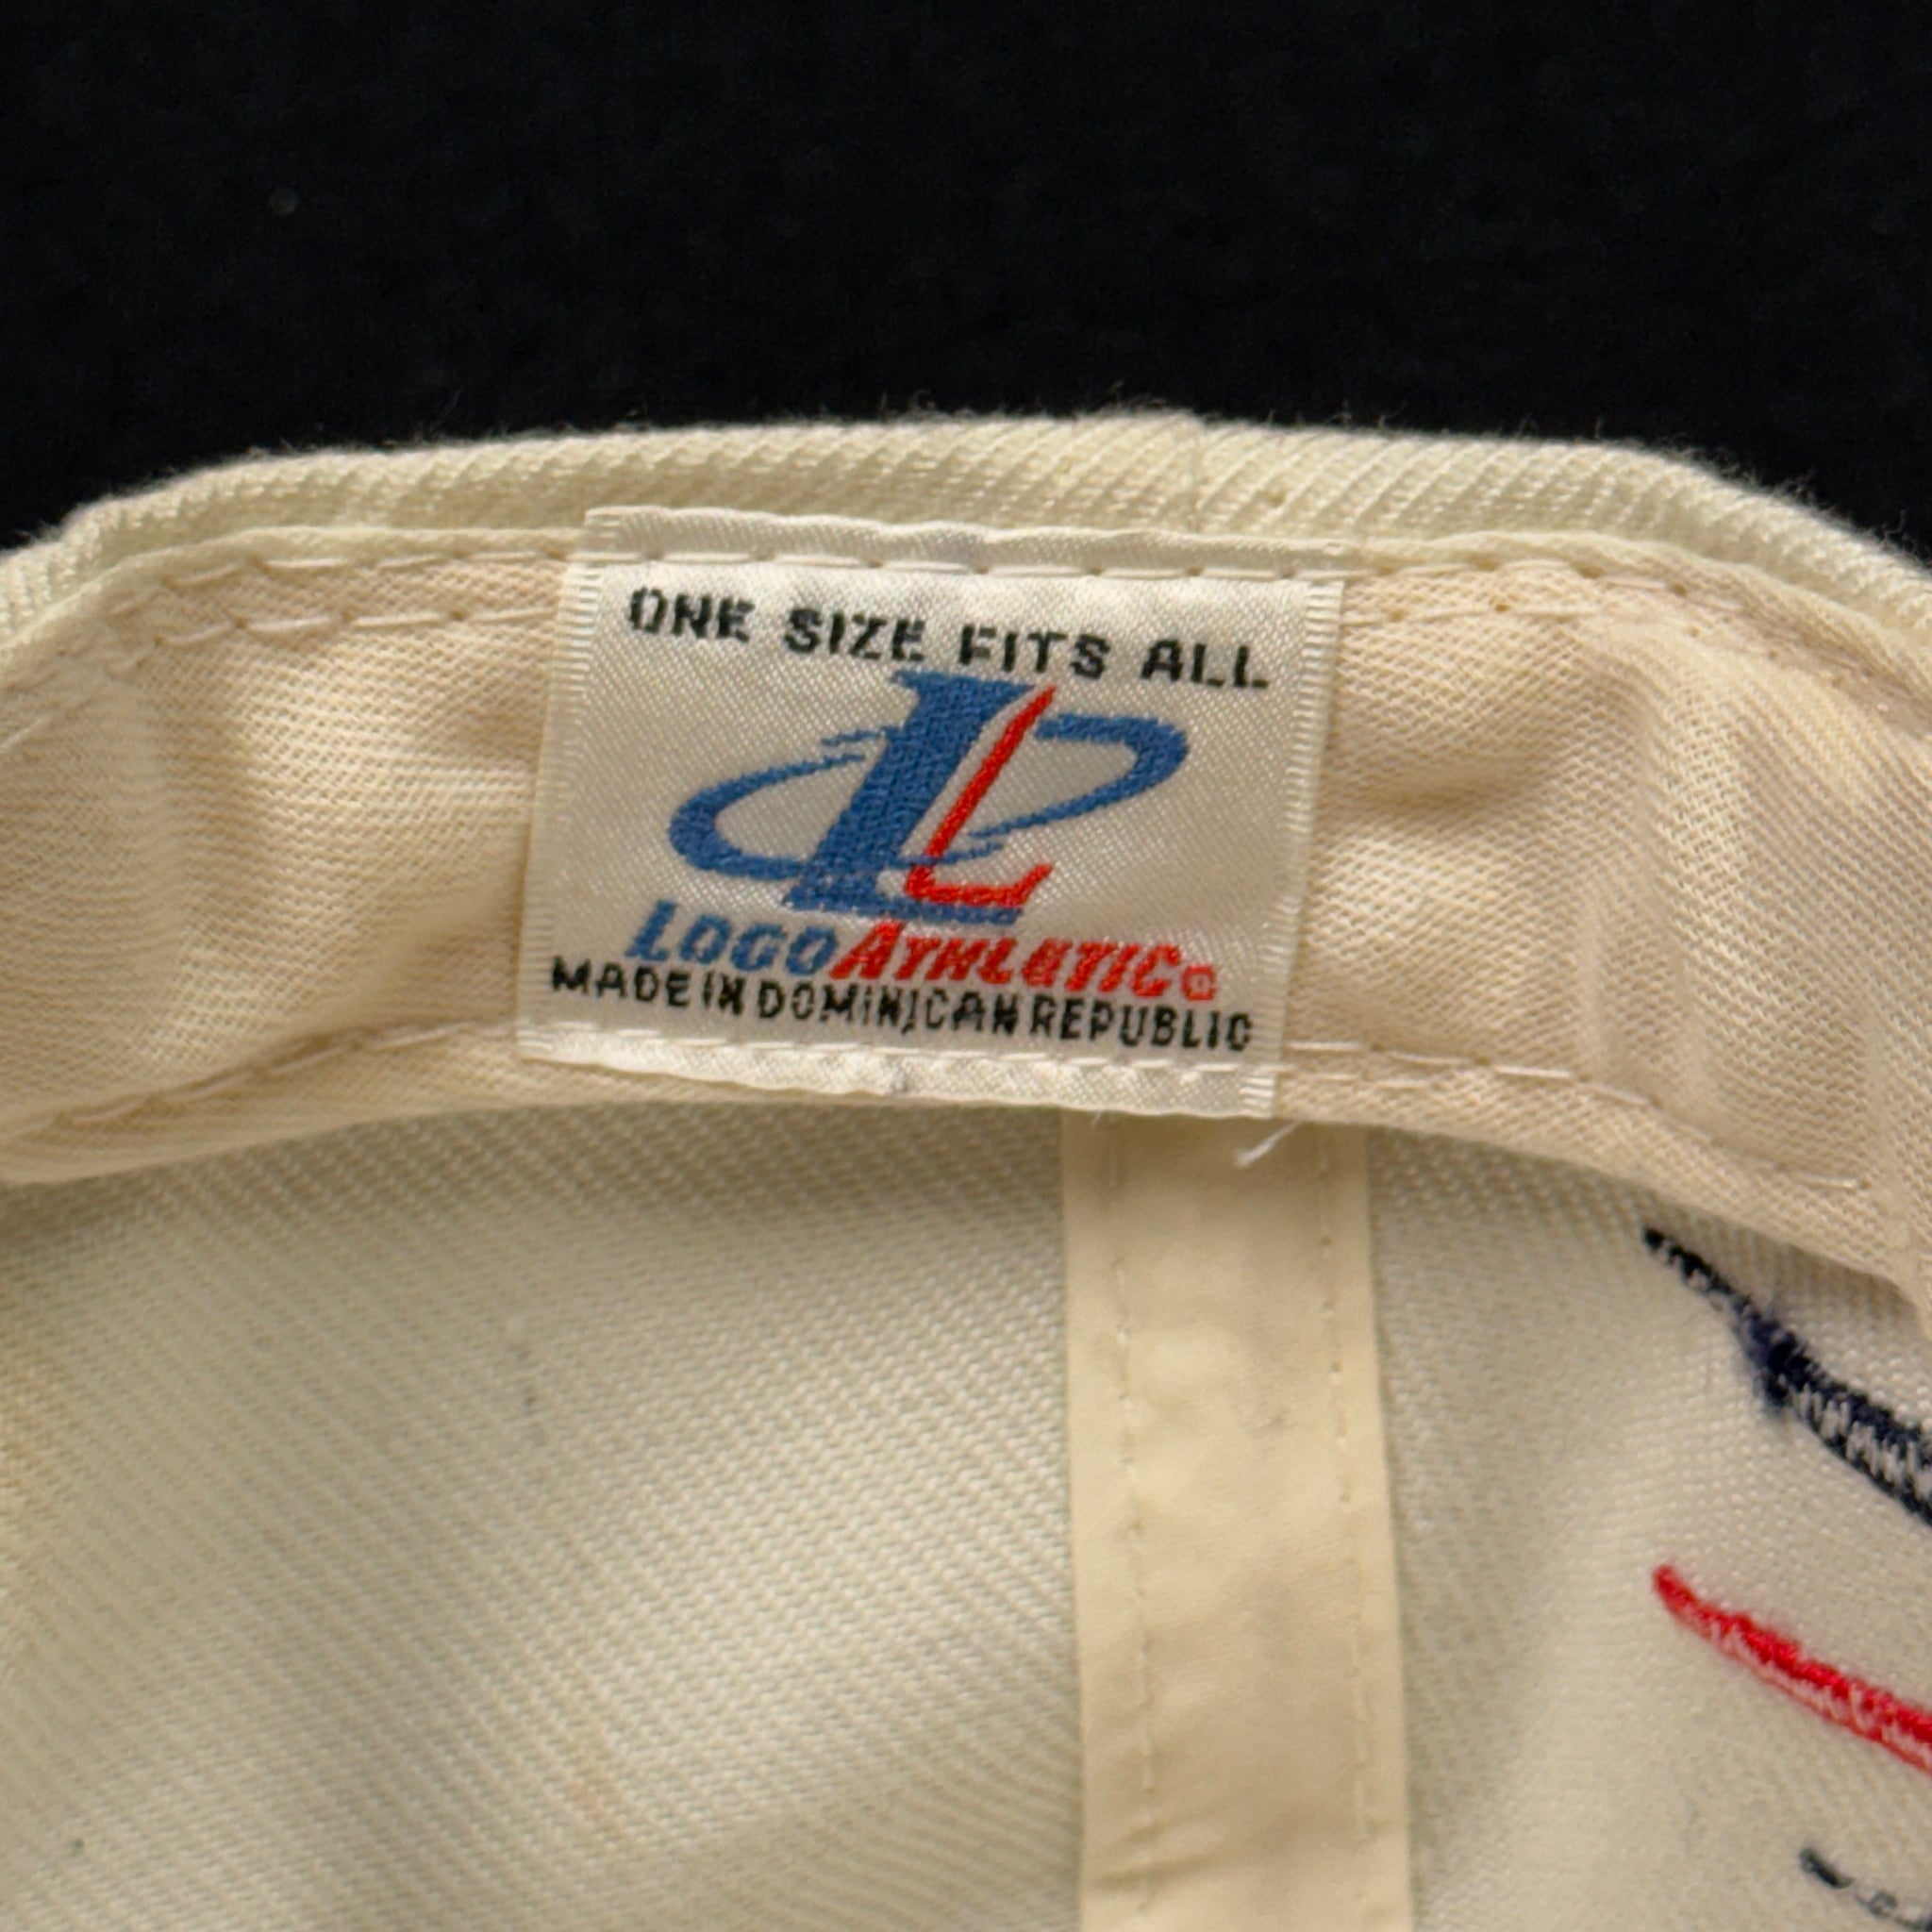 ONE SIZE FITS ALL
LOGO ATHLETIC
MADE IN DOMINICAN REPUBLIC